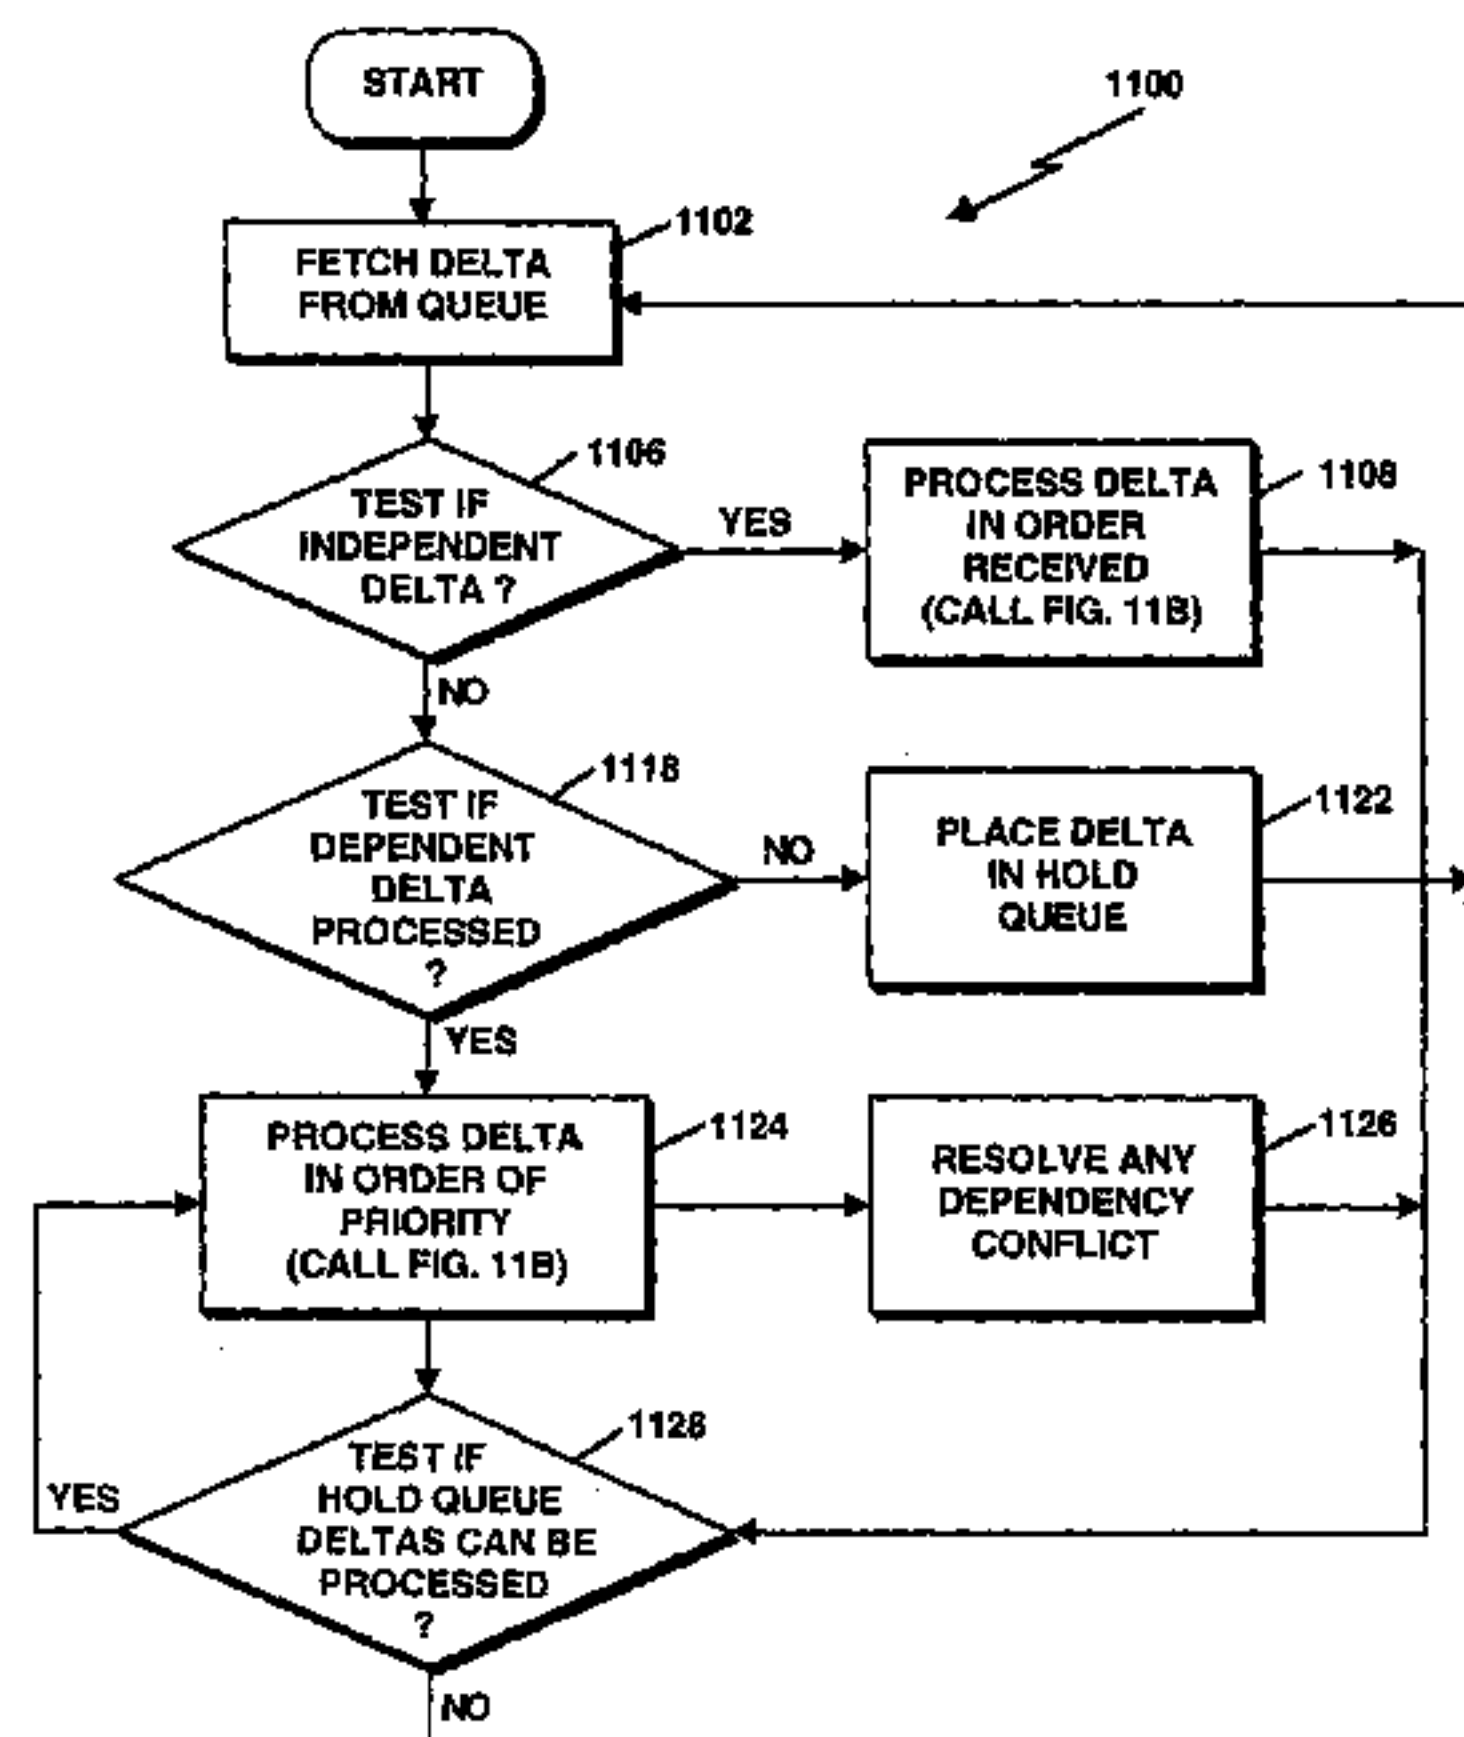 START
1100
1102
FETCH DELTA
FROM QUEUE
1106
TEST IF
INDEPENDENT
DELTA ?
YES
1108
PROCESS DELTA
IN ORDER
RECEIVED
(CALL FIG. 11B)
NO
1118
TEST IF
DEPENDENT
DELTA
PROCESSED
?
NO
1122
PLACE DELTA
IN HOLD
QUEUE
YES
1124
PROCESS DELTA
IN ORDER OF
PRIORITY
(CALL FIG. 11B)
1126
RESOLVE ANY
DEPENDENCY
CONFLICT
1128
TEST IF
HOLD QUEUE
DELTAS CAN BE
PROCESSED
?
YES
NO